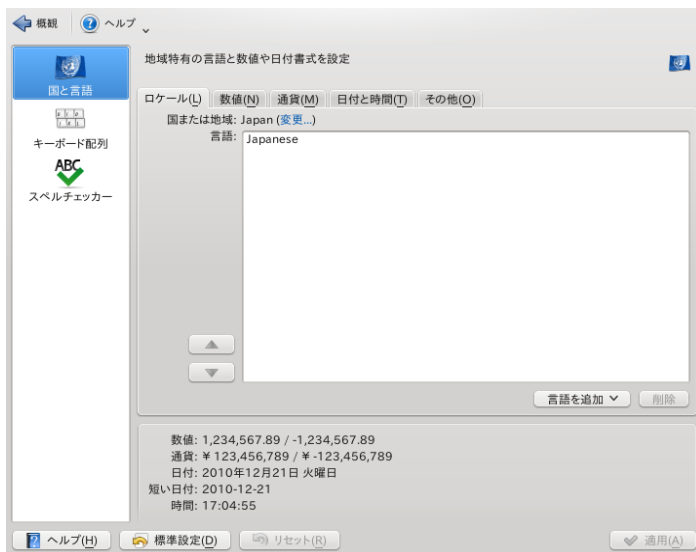 概観 ヘルプ
国と言語
キーボード配列
ABC
スペルチェッカー
地域特有の言語と数値や日付書式を設定
ロケール(L) 数値(N) 通貨(M) 日付と時間(T) その他(O)
国または地域: Japan (変更...)
言語: Japanese
言語を追加 削除
数値: 1,234,567.89 / -1,234,567.89
通貨: ¥ 123,456,789 / ¥ -123,456,789
日付: 2010年12月21日 火曜日
短い日付: 2010-12-21
時間: 17:04:55
ヘルプ(H) 標準設定(D) リセット(R) 適用(A)